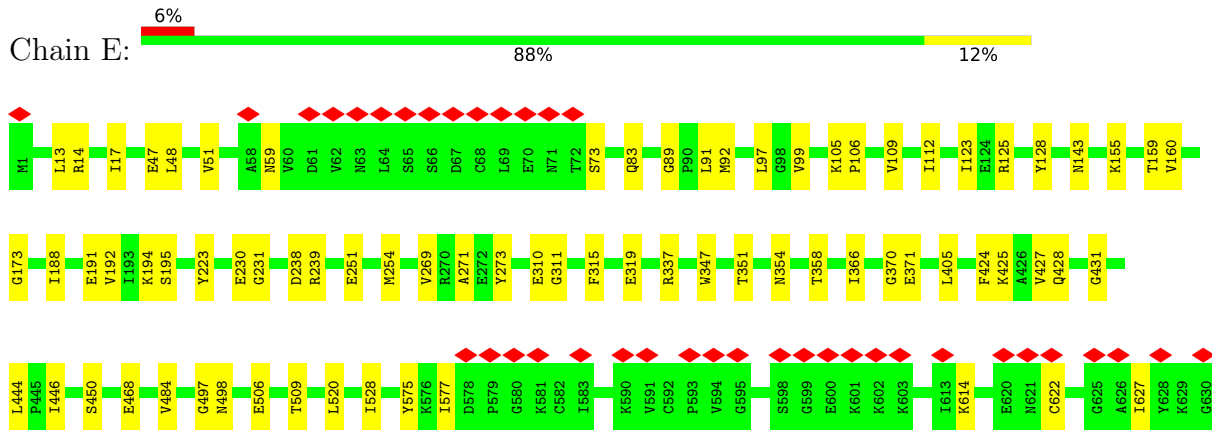 6%
Chain E:
88% 12%
M1 L13 R14 I17 E47 L48 V51 A58 N59 V60 D61 V62 N63 L64 S65 S66 D67 C68 L69 E70 N71 T72 S73 Q83 G89 P90 L91 M92 L97 G98 V99 K105 P106 V109 I112 I123 E124 R125 Y128 N143 K155 T159 V160
G173 I188 E191 V192 I193 K194 S195 Y223 E230 G231 D238 R239 E251 M254 V269 R270 A271 E272 Y273 E310 G311 F315 E319 R337 W347 T351 N354 T358 I366 G370 E371 L405 F424 K425 A426 V427 Q428 G431
L444 P445 I446 S450 E468 V484 G497 N498 E506 T509 L520 I528 Y575 K576 I577 D578 P579 G580 K581 C582 I583 K590 V591 C592 P593 V594 G595 S598 G599 E600 K601 K602 K603 I613 K614 E620 N621 C622 G625 A626 I627 Y628 K629 G630